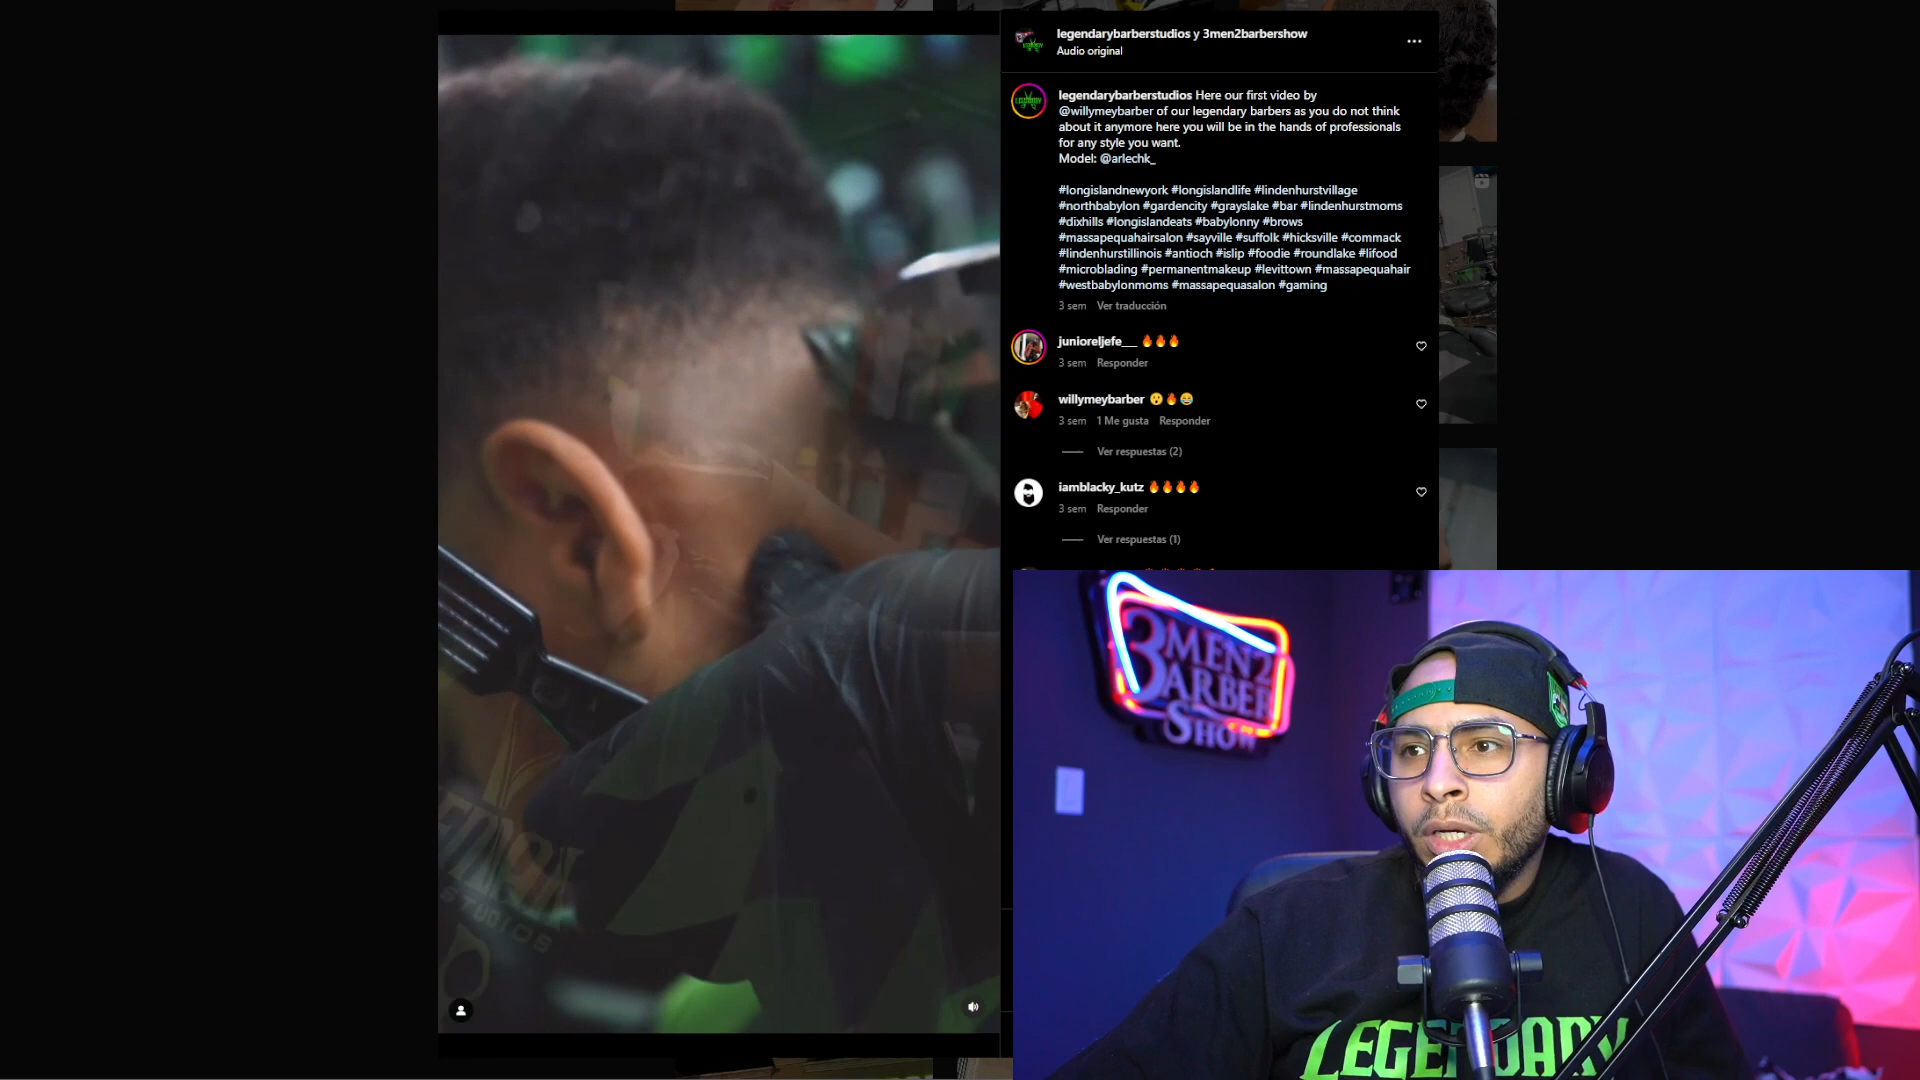 legendarybarberstudios y 3men2barbershow
Audio original
legendarybarberstudios Here our first video by
@willymeybarber of our legendary barbers as you do not think
about it anymore here you will be in the hands of professionals
for any style you want.
Model: @arlechk_
#longislandnewyork #longislandlife #lindenhurstvillage
#northbabylon #gardencity #grayslake #bar #lindenhurstmoms
#dixhills #longislandeats #babylonny #brows
#massapequahairsalon #sayville #suffolk #hicksville #commack
#lindenhurstillinois #antioch #islip #foodie #roundlake #lifood
#microblading #permanentmakeup #levittown #massapequahair
#westbabylonmoms #massapequasalon #gaming
3 sem Ver traducción
junioreljefe___ 🔥🔥🔥
3 sem Responder
willymeybarber 😯🔥😂
3 sem 1 Me gusta Responder
Ver respuestas (2)
iamblacky_kutz 🔥🔥🔥🔥
3 sem Responder
Ver respuestas (1)
3 MEN2
BARBER
SHOW
LEGENDARY
STUDIOS